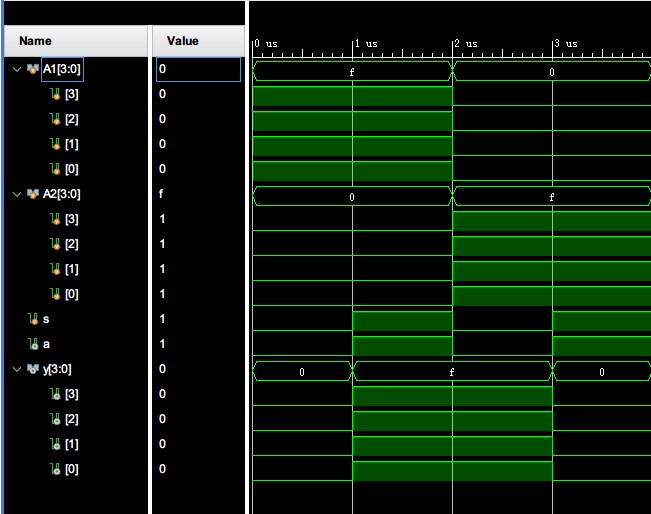 Name Value
0 us 1 us 2 us 3 us
A1[3:0] 0 f 0
[3] 0
[2] 0
[1] 0
[0] 0
A2[3:0] f 0 f
[3] 1
[2] 1
[1] 1
[0] 1
s 1
a 1
y[3:0] 0 0 f 0
[3] 0
[2] 0
[1] 0
[0] 0